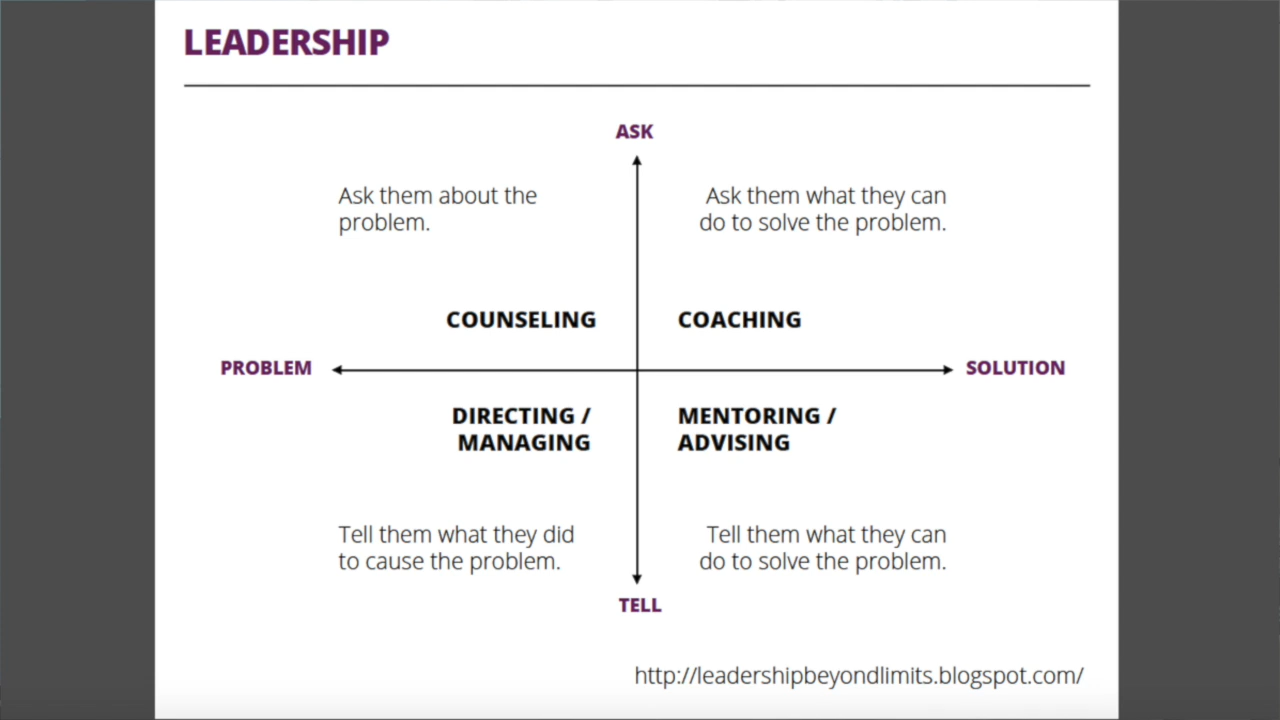 LEADERSHIP
ASK
Ask them about the
problem.
Ask them what they can
do to solve the problem.
COUNSELING
COACHING
PROBLEM
SOLUTION
DIRECTING /
MANAGING
MENTORING /
ADVISING
Tell them what they did
to cause the problem.
Tell them what they can
do to solve the problem.
TELL
http://leadershipbeyondlimits.blogspot.com/